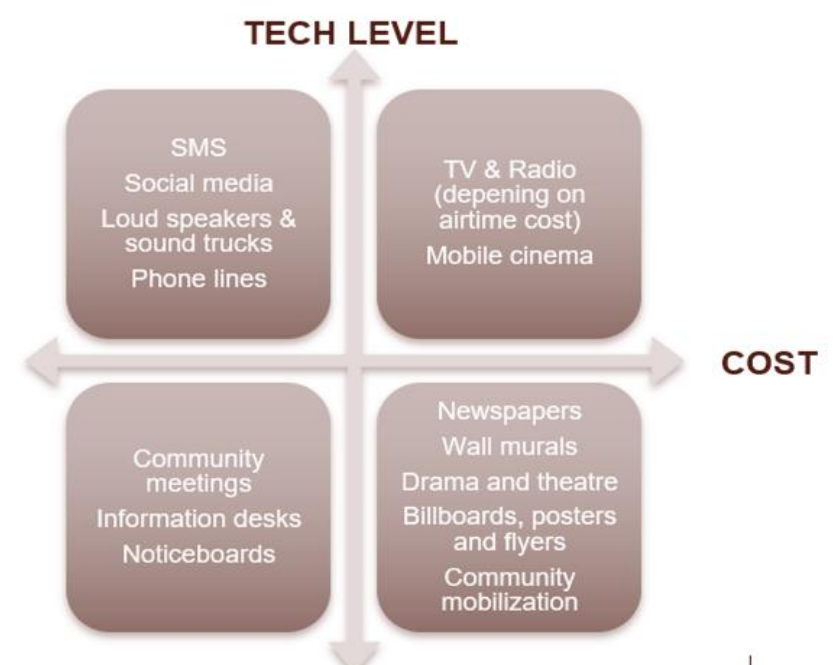 TECH LEVEL
SMS
Social media
Loud speakers &
sound trucks
Phone lines
TV & Radio
(depening on
airtime cost)
Mobile cinema
COST
Community
meetings
Information desks
Noticeboards
Newspapers
Wall murals
Drama and theatre
Billboards, posters
and flyers
Community
mobilization